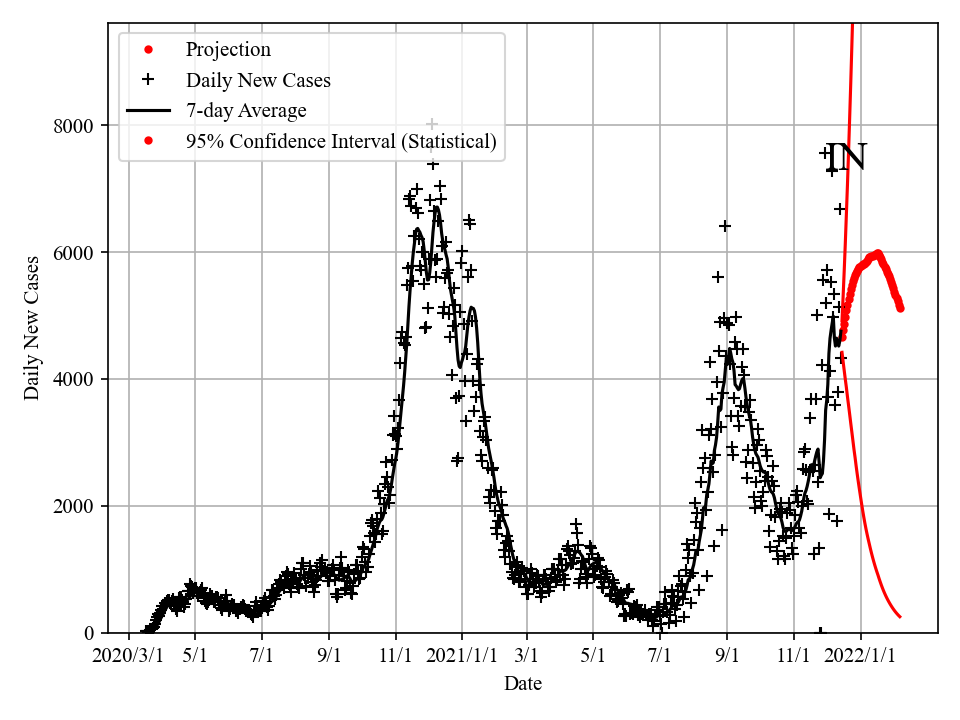 Projection
Daily New Cases
7-day Average
95% Confidence Interval (Statistical)
IN
Daily New Cases
8000
6000
4000
2000
0
2020/3/1 5/1 7/1 9/1 11/1 2021/1/1 3/1 5/1 7/1 9/1 11/1 2022/1/1
Date